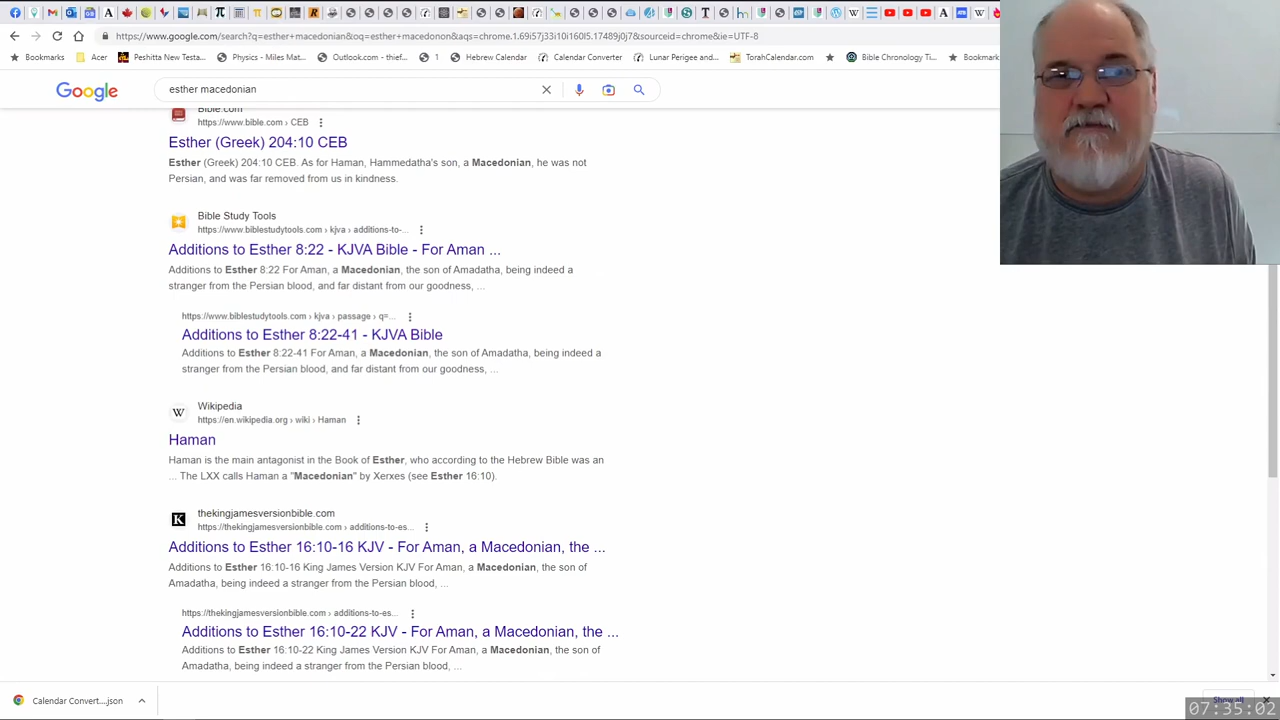 https://www.google.com/search?q=esther+macedonian&oq=esther+macedonon&aqs=chrome.1.69i57j33i10i160l5.17489j0j7&sourceid=chrome&ie=UTF-8
Bookmarks Acer Peshitta New Testa... Physics - Miles Mat... Outlook.com - thief... 1 Hebrew Calendar Calendar Converter Lunar Perigee and... TorahCalendar.com Bible Chronology Ti... Bookmark
Google esther macedonian
Bible.com
https://www.bible.com › CEB
Esther (Greek) 204:10 CEB
Esther (Greek) 204:10 CEB. As for Haman, Hammedatha's son, a Macedonian, he was not
Persian, and was far removed from us in kindness.
Bible Study Tools
https://www.biblestudytools.com › kjva › additions-to-...
Additions to Esther 8:22 - KJVA Bible - For Aman ...
Additions to Esther 8:22 For Aman, a Macedonian, the son of Amadatha, being indeed a
stranger from the Persian blood, and far distant from our goodness, ...
https://www.biblestudytools.com › kjva › passage › q=...
Additions to Esther 8:22-41 - KJVA Bible
Additions to Esther 8:22-41 For Aman, a Macedonian, the son of Amadatha, being indeed a
stranger from the Persian blood, and far distant from our goodness, ...
Wikipedia
https://en.wikipedia.org › wiki › Haman
Haman
Haman is the main antagonist in the Book of Esther, who according to the Hebrew Bible was an
... The LXX calls Haman a "Macedonian" by Xerxes (see Esther 16:10).
thekingjamesversionbible.com
https://thekingjamesversionbible.com › additions-to-es...
Additions to Esther 16:10-16 KJV - For Aman, a Macedonian, the ...
Additions to Esther 16:10-16 King James Version KJV For Aman, a Macedonian, the son of
Amadatha, being indeed a stranger from the Persian blood, ...
https://thekingjamesversionbible.com › additions-to-es...
Additions to Esther 16:10-22 KJV - For Aman, a Macedonian, the ...
Additions to Esther 16:10-22 King James Version KJV For Aman, a Macedonian, the son of
Amadatha, being indeed a stranger from the Persian blood, ...
Calendar Convert....json
Show all
07:35:02